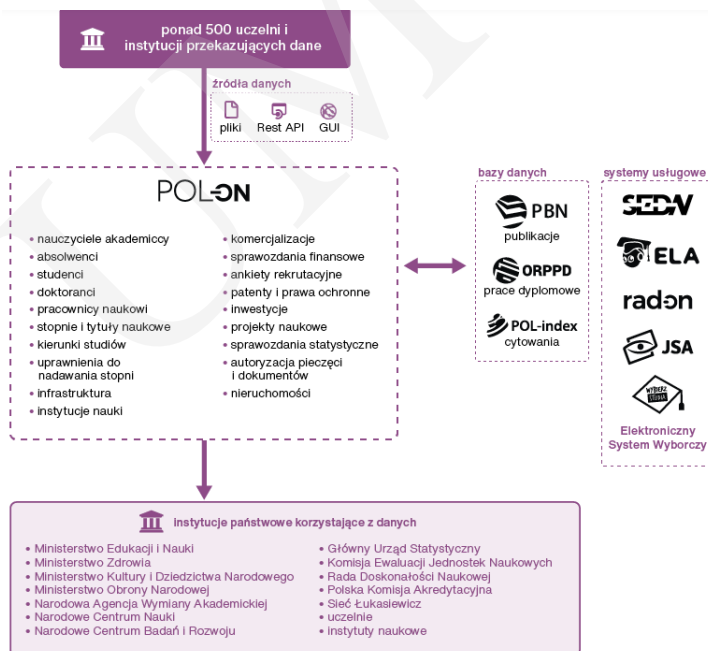 ponad 500 uczelni i
instytucji przekazujących dane
źródła danych
pliki
Rest API
GUI
POL-ON
• nauczyciele akademiccy
• absolwenci
• studenci
• doktoranci
• pracownicy naukowi
• stopnie i tytuły naukowe
• kierunki studiów
• uprawnienia do
nadawania stopni
• infrastruktura
• instytucje nauki
• komercjalizacje
• sprawozdania finansowe
• ankiety rekrutacyjne
• patenty i prawa ochronne
• inwestycje
• projekty naukowe
• sprawozdania statystyczne
• autoryzacja pieczęci
i dokumentów
• nieruchomości
bazy danych
PBN
publikacje
ORPPD
prace dyplomowe
POL-index
cytowania
systemy usługowe
SEDN
ELA
radon
JSA
WYBIERZ
STUDIA
Elektroniczny
System Wyborczy
Instytucje państwowe korzystające z danych
• Ministerstwo Edukacji i Nauki
• Ministerstwo Zdrowia
• Ministerstwo Kultury i Dziedzictwa Narodowego
• Ministerstwo Obrony Narodowej
• Narodowa Agencja Wymiany Akademickiej
• Narodowe Centrum Nauki
• Narodowe Centrum Badań i Rozwoju
• Główny Urząd Statystyczny
• Komisja Ewaluacji Jednostek Naukowych
• Rada Doskonałości Naukowej
• Polska Komisja Akredytacyjna
• Sieć Łukasiewicz
• uczelnie
• instytuty naukowe